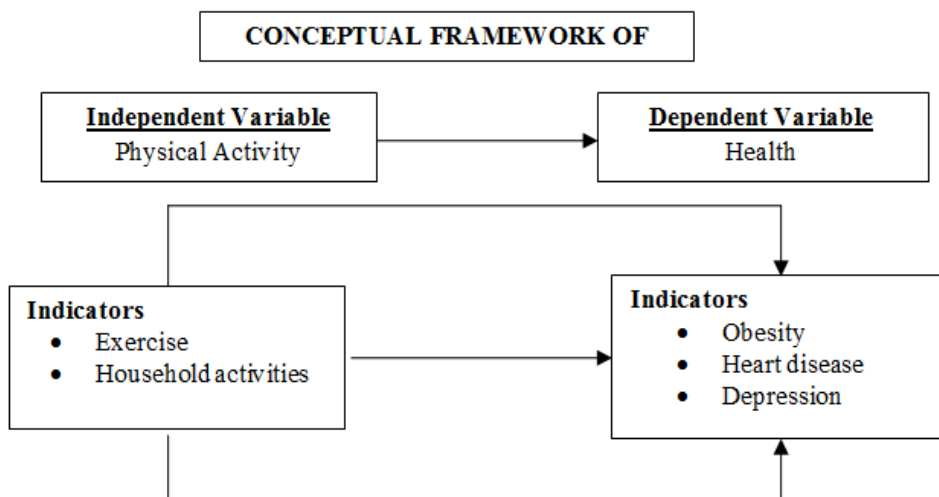 CONCEPTUAL FRAMEWORK OF
Independent Variable
Physical Activity
Dependent Variable
Health
Indicators
• Exercise
• Household activities
Indicators
• Obesity
• Heart disease
• Depression